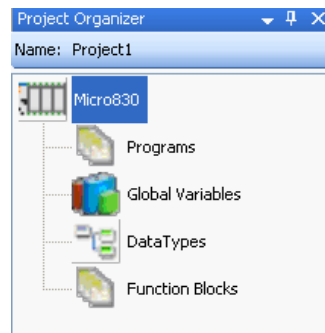 Project Organizer
Name: Project1
Micro830
Programs
Global Variables
DataTypes
Function Blocks